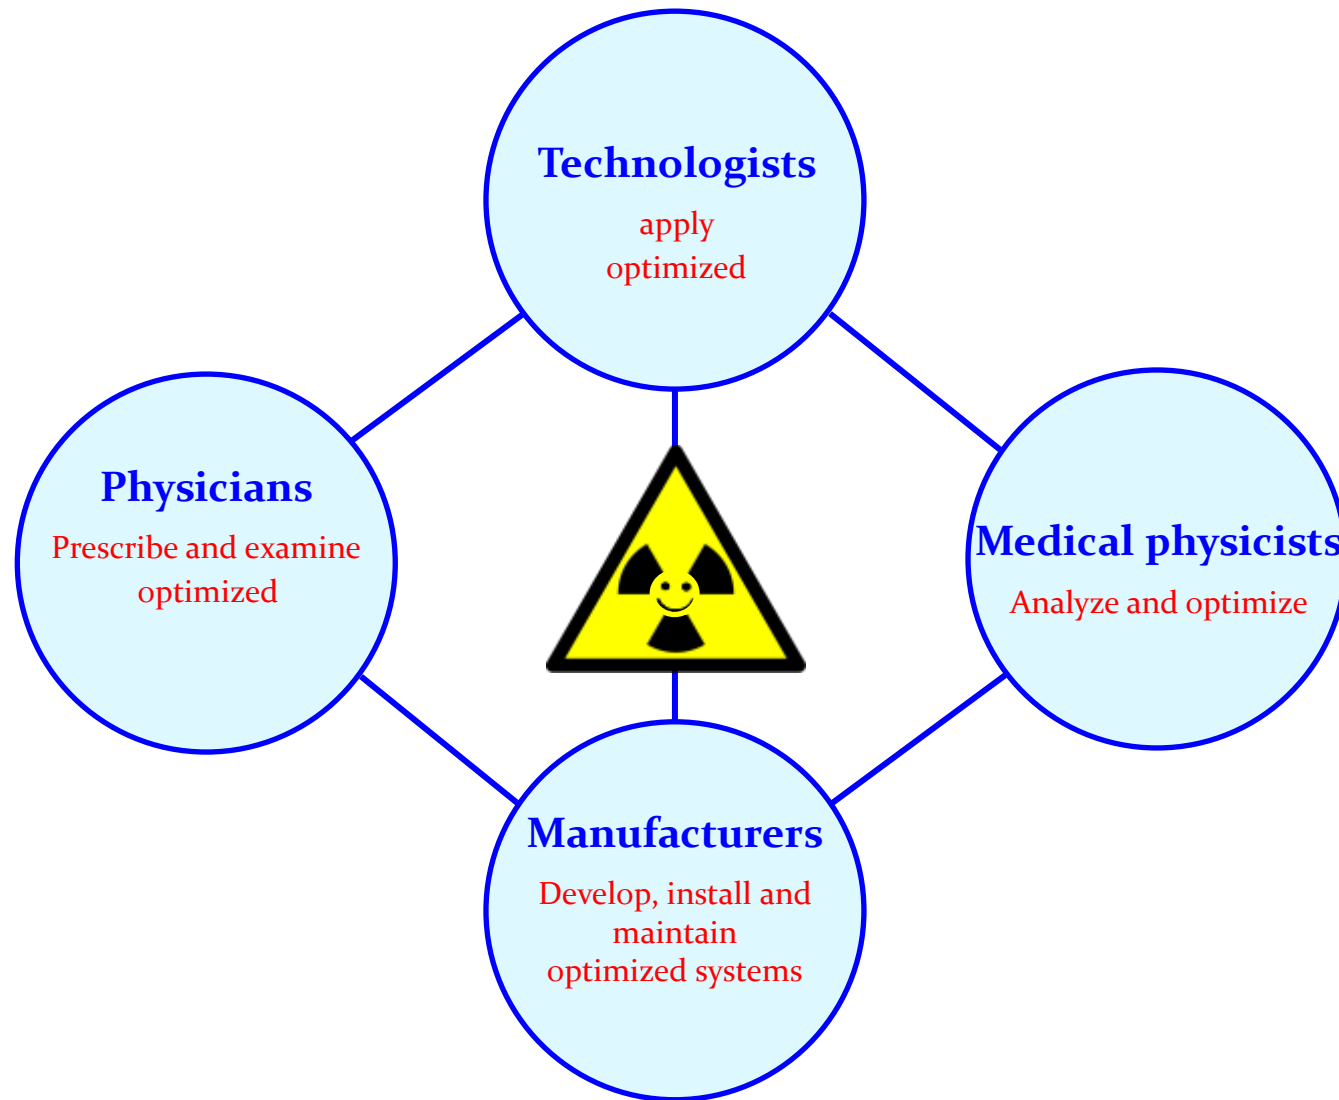 Technologists
apply
optimized
Physicians
Prescribe and examine
optimized
Medical physicists
Analyze and optimize
Manufacturers
Develop, install and
maintain
optimized systems